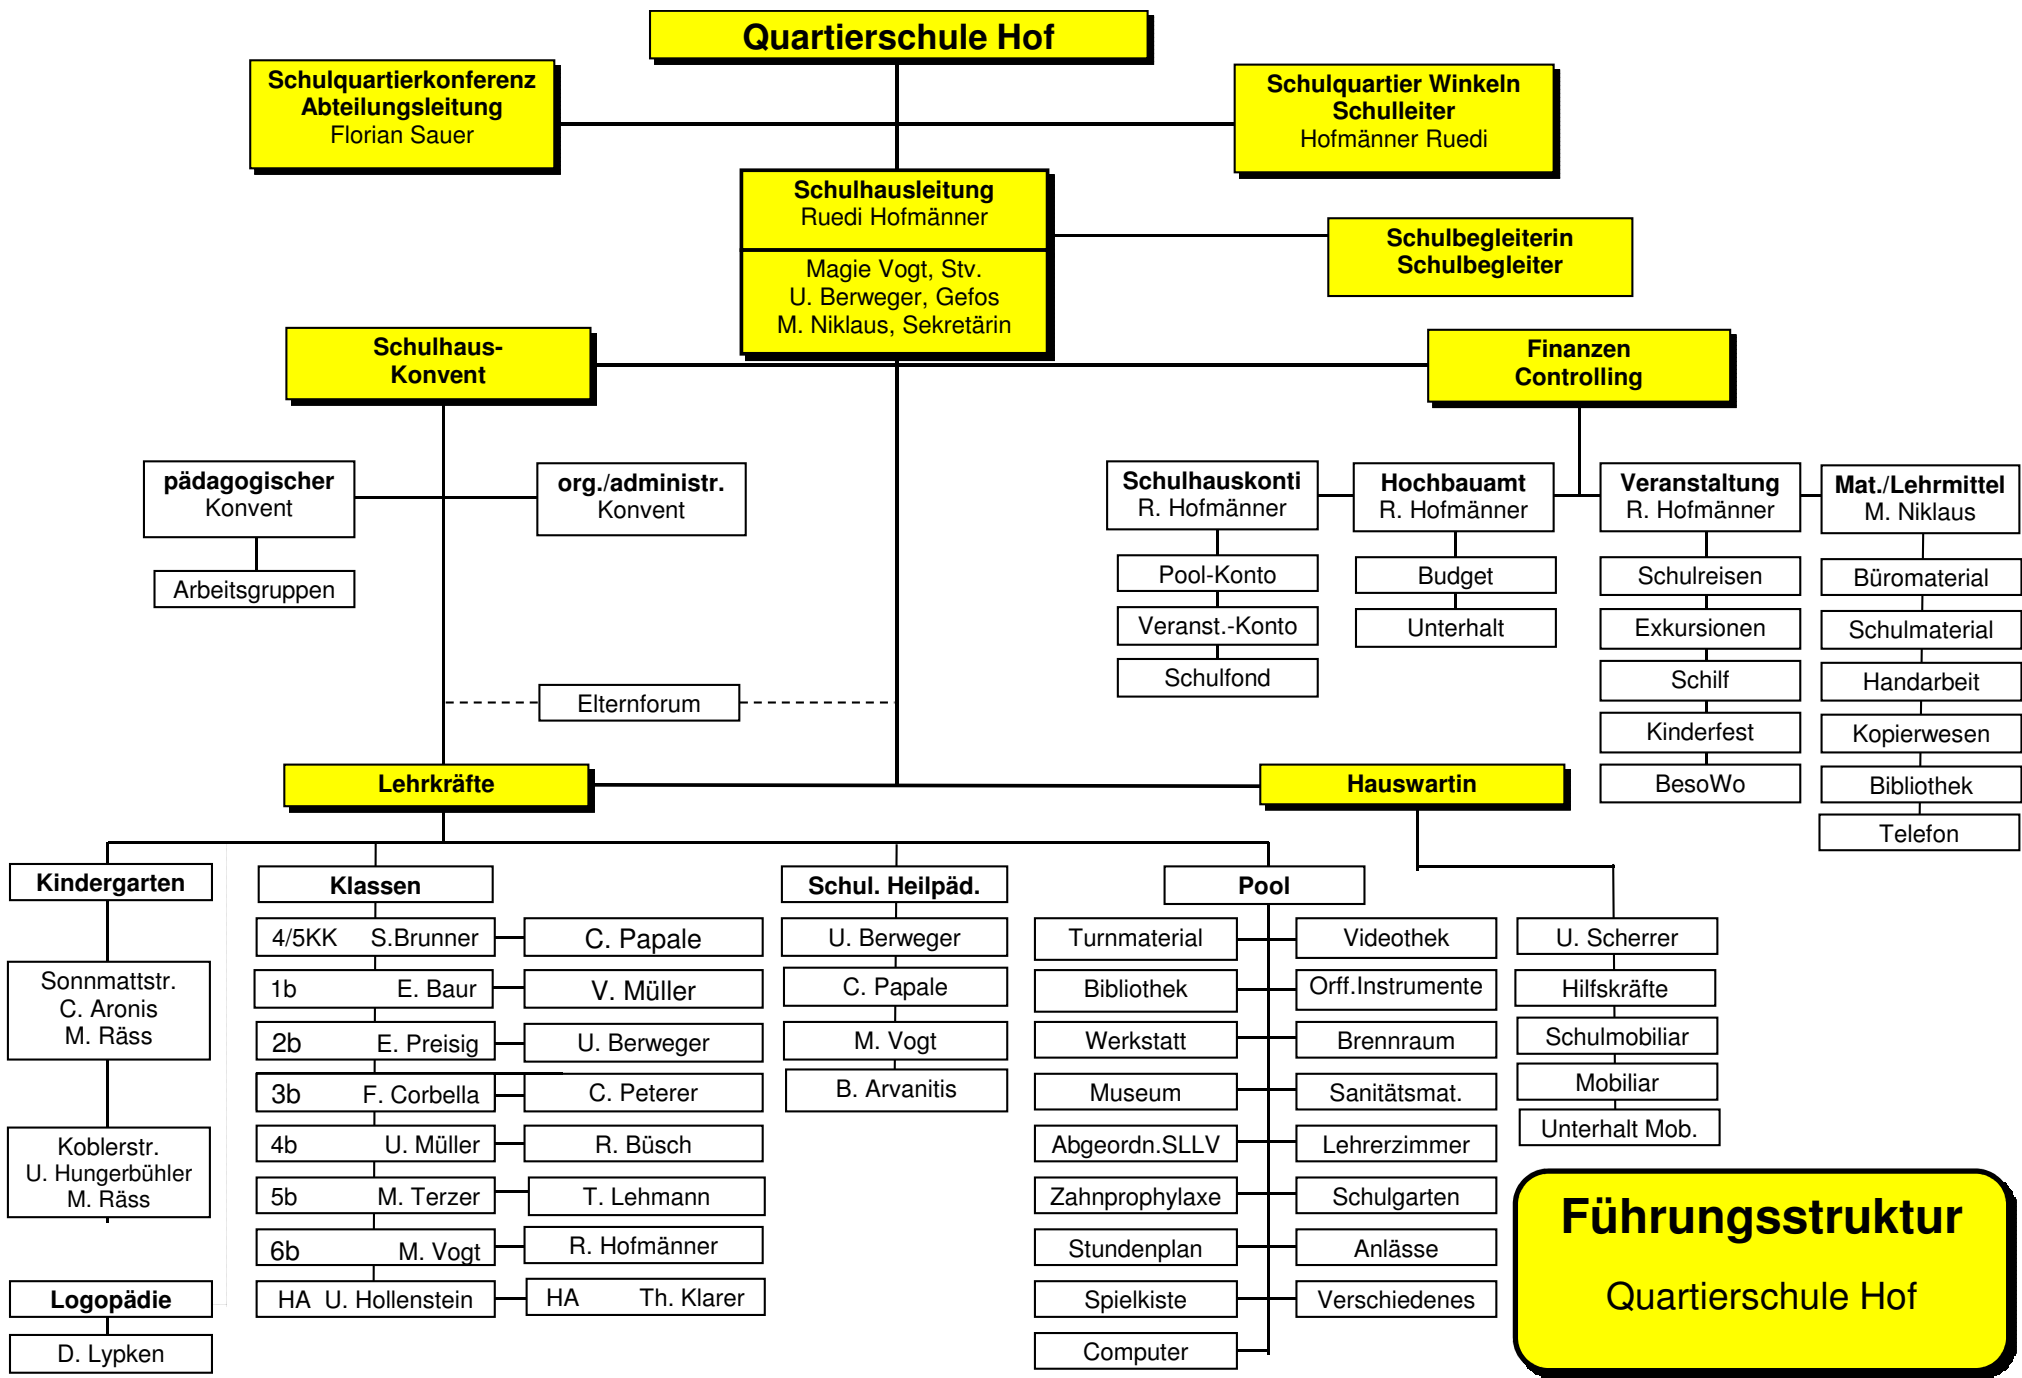 Quartierschule Hof
Schulquartierkonferenz
Abteilungsleitung
Florian Sauer
Schulquartier Winkeln
Schulleiter
Hofmänner Ruedi
Schulhausleitung
Ruedi Hofmänner
Magie Vogt, Stv.
U. Berweger, Gefos
M. Niklaus, Sekretärin
Schulbegleiterin
Schulbegleiter
Schulhaus-
Konvent
Finanzen
Controlling
pädagogischer
Konvent
org./administr.
Konvent
Arbeitsgruppen
Schulhauskonti
R. Hofmänner
Pool-Konto
Veranst.-Konto
Schulfond
Hochbauamt
R. Hofmänner
Budget
Unterhalt
Veranstaltung
R. Hofmänner
Schulreisen
Exkursionen
Schilf
Kinderfest
BesoWo
Mat./Lehrmittel
M. Niklaus
Büromaterial
Schulmaterial
Handarbeit
Kopierwesen
Bibliothek
Telefon
Elternforum
Lehrkräfte
Hauswartin
Kindergarten
Sonnmattstr.
C. Aronis
M. Räss
Koblerstr.
U. Hungerbühler
M. Räss
Logopädie
D. Lypken
Klassen
4/5KK S.Brunner C. Papale
1b E. Baur V. Müller
2b E. Preisig U. Berweger
3b F. Corbella C. Peterer
4b U. Müller R. Büsch
5b M. Terzer T. Lehmann
6b M. Vogt R. Hofmänner
HA U. Hollenstein HA Th. Klarer
Schul. Heilpäd.
U. Berweger
C. Papale
M. Vogt
B. Arvanitis
Pool
Turnmaterial Videothek
Bibliothek Orff.Instrumente
Werkstatt Brennraum
Museum Sanitätsmat.
Abgeordn.SLLV Lehrerzimmer
Zahnprophylaxe Schulgarten
Stundenplan Anlässe
Spielkiste Verschiedenes
Computer
U. Scherrer
Hilfskräfte
Schulmobiliar
Mobiliar
Unterhalt Mob.
Führungsstruktur
Quartierschule Hof